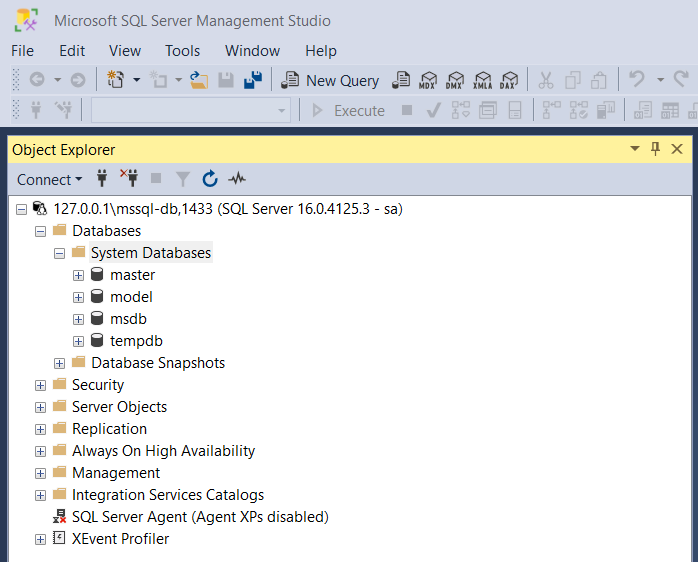 Microsoft SQL Server Management Studio
File Edit View Tools Window Help
New Query MDX DMX XMLA DAX
Execute
Object Explorer
Connect
127.0.0.1\mssql-db,1433 (SQL Server 16.0.4125.3 - sa)
Databases
System Databases
master
model
msdb
tempdb
Database Snapshots
Security
Server Objects
Replication
Always On High Availability
Management
Integration Services Catalogs
SQL Server Agent (Agent XPs disabled)
XEvent Profiler